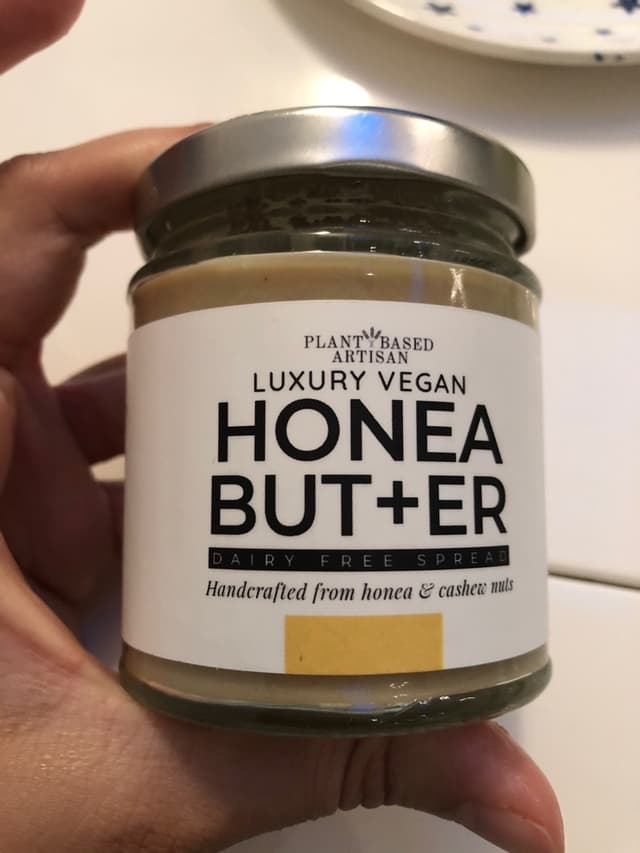 PLANT BASED
ARTISAN
LUXURY VEGAN
HONEA
BUT+ER
DAIRY FREE SPREAD
Handcrafted from honea & cashew nuts